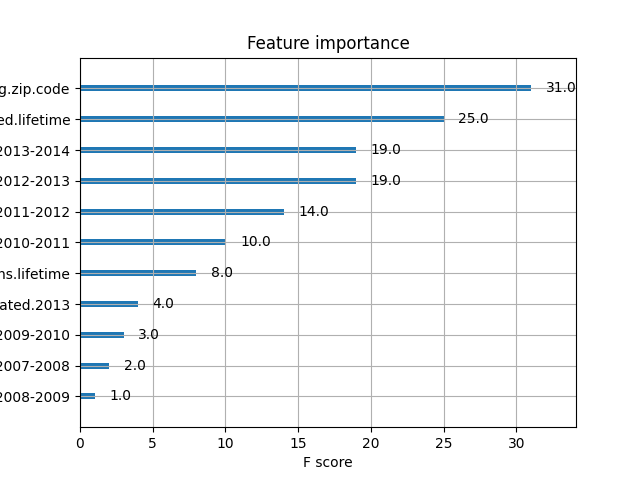 Feature importance
g.zip.code 31.0
ed.lifetime 25.0
2013-2014 19.0
2012-2013 19.0
2011-2012 14.0
2010-2011 10.0
ns.lifetime 8.0
ated.2013 4.0
2009-2010 3.0
2007-2008 2.0
2008-2009 1.0
0 5 10 15 20 25 30
F score